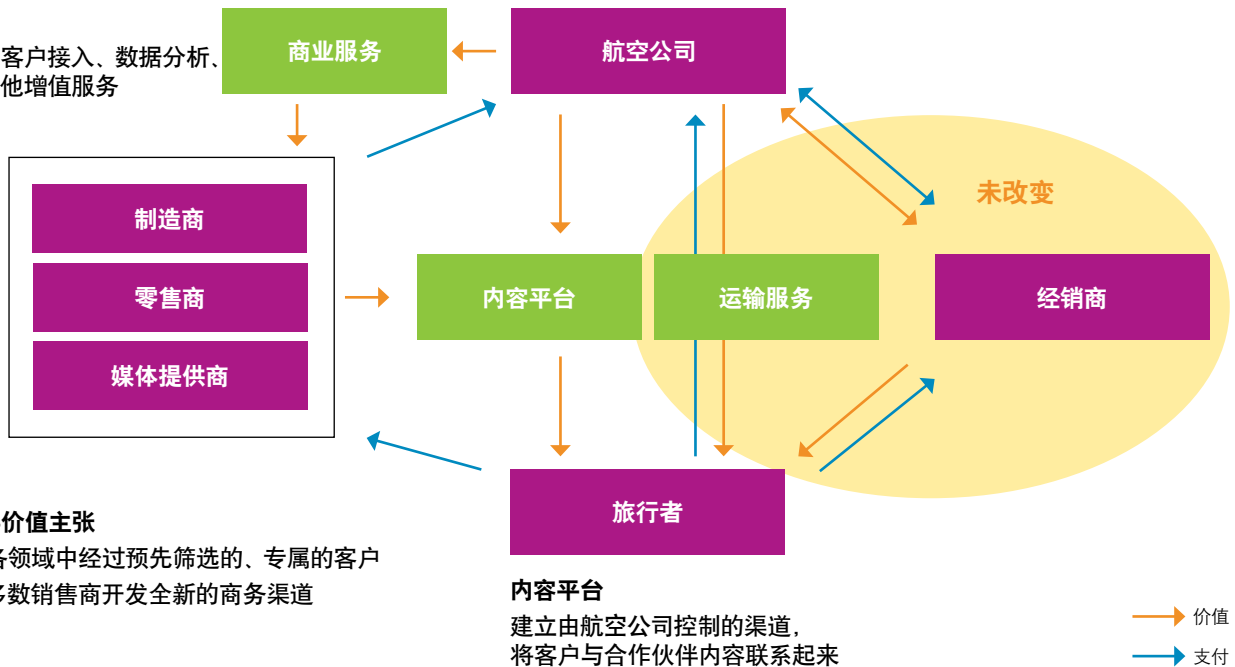 商业服务
航空公司
客户接入、数据分析、
他增值服务
未改变
制造商
零售商
媒体提供商
内容平台
运输服务
经销商
旅行者
价值主张
领域中经过预先筛选的、专属的客户
数销售商开发全新的商务渠道
内容平台
建立由航空公司控制的渠道，
将客户与合作伙伴内容联系起来
价值
支付